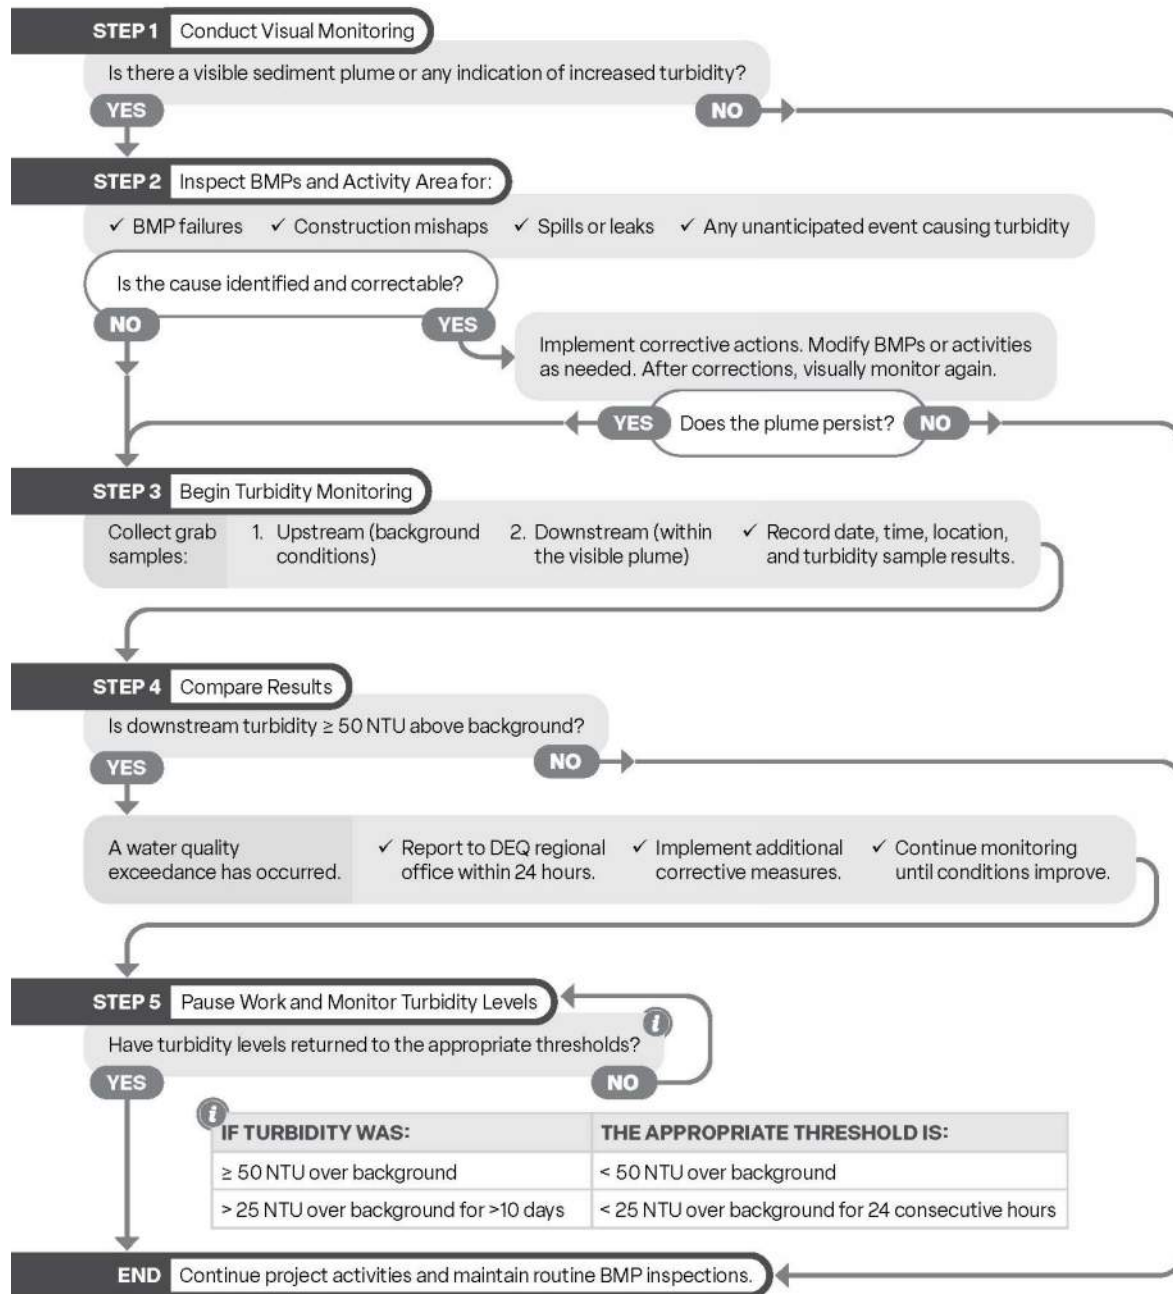 STEP 1 Conduct Visual Monitoring
Is there a visible sediment plume or any indication of increased turbidity?
YES
NO
STEP 2 Inspect BMPs and Activity Area for:
✓ BMP failures ✓ Construction mishaps ✓ Spills or leaks ✓ Any unanticipated event causing turbidity
Is the cause identified and correctable?
NO
YES
Implement corrective actions. Modify BMPs or activities
as needed. After corrections, visually monitor again.
YES Does the plume persist? NO
STEP 3 Begin Turbidity Monitoring
Collect grab
samples:
1. Upstream (background
conditions)
2. Downstream (within
the visible plume)
✓ Record date, time, location,
and turbidity sample results.
STEP 4 Compare Results
Is downstream turbidity ≥ 50 NTU above background?
YES
NO
A water quality
exceedance has occurred.
✓ Report to DEQ regional
office within 24 hours.
✓ Implement additional
corrective measures.
✓ Continue monitoring
until conditions improve.
STEP 5 Pause Work and Monitor Turbidity Levels
i
Have turbidity levels returned to the appropriate thresholds?
YES
NO
i
IF TURBIDITY WAS: THE APPROPRIATE THRESHOLD IS:
≥ 50 NTU over background < 50 NTU over background
> 25 NTU over background for >10 days < 25 NTU over background for 24 consecutive hours
END Continue project activities and maintain routine BMP inspections.